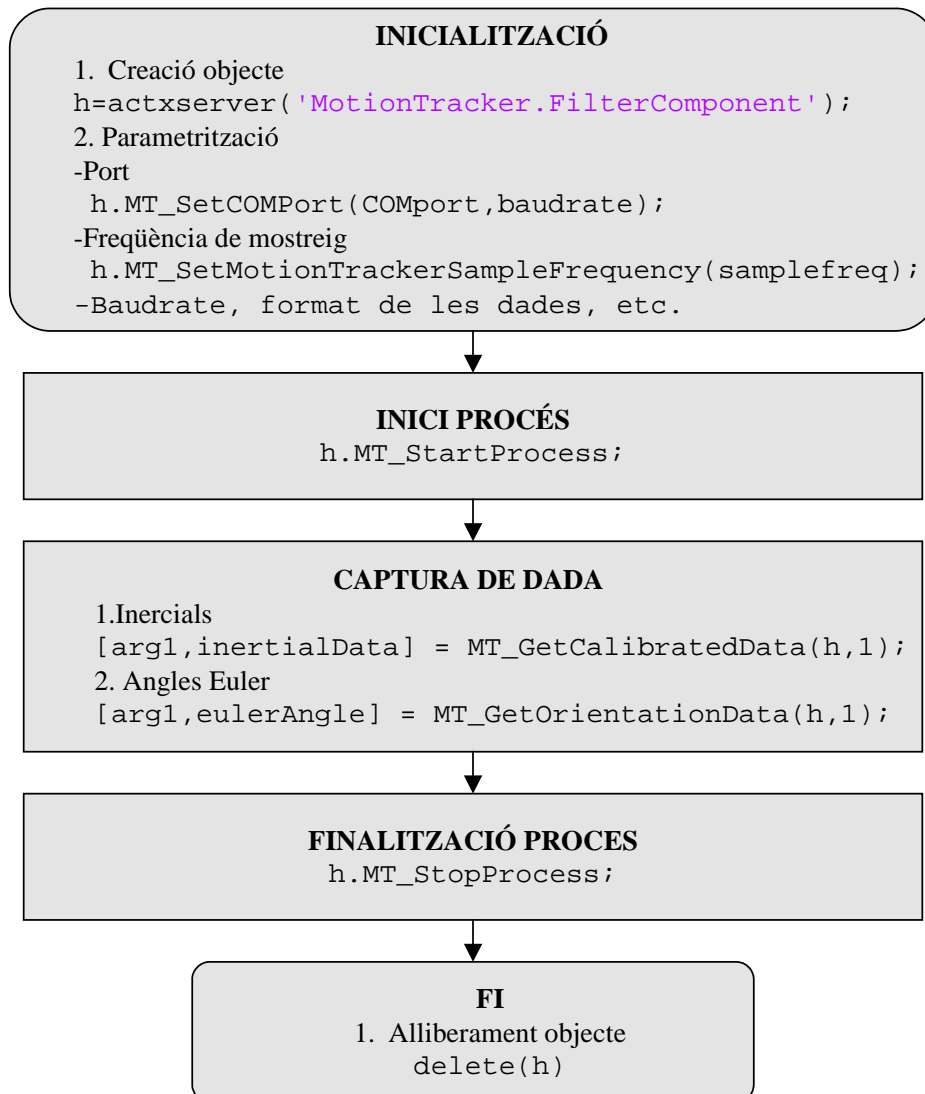 INICIALITZACIÓ
1. Creació objecte
h=actxserver('MotionTracker.FilterComponent');
2. Parametrització
-Port
h.MT_SetCOMPort(COMport,baudrate);
-Freqüència de mostreig
h.MT_SetMotionTrackerSampleFrequency(samplefreq);
-Baudrate, format de les dades, etc.
INICI PROCÉS
h.MT_StartProcess;
CAPTURA DE DADA
1.Inercials
[arg1,inertialData] = MT_GetCalibratedData(h,1);
2. Angles Euler
[arg1,eulerAngle] = MT_GetOrientationData(h,1);
FINALITZACIÓ PROCES
h.MT_StopProcess;
FI
1. Alliberament objecte
delete(h)